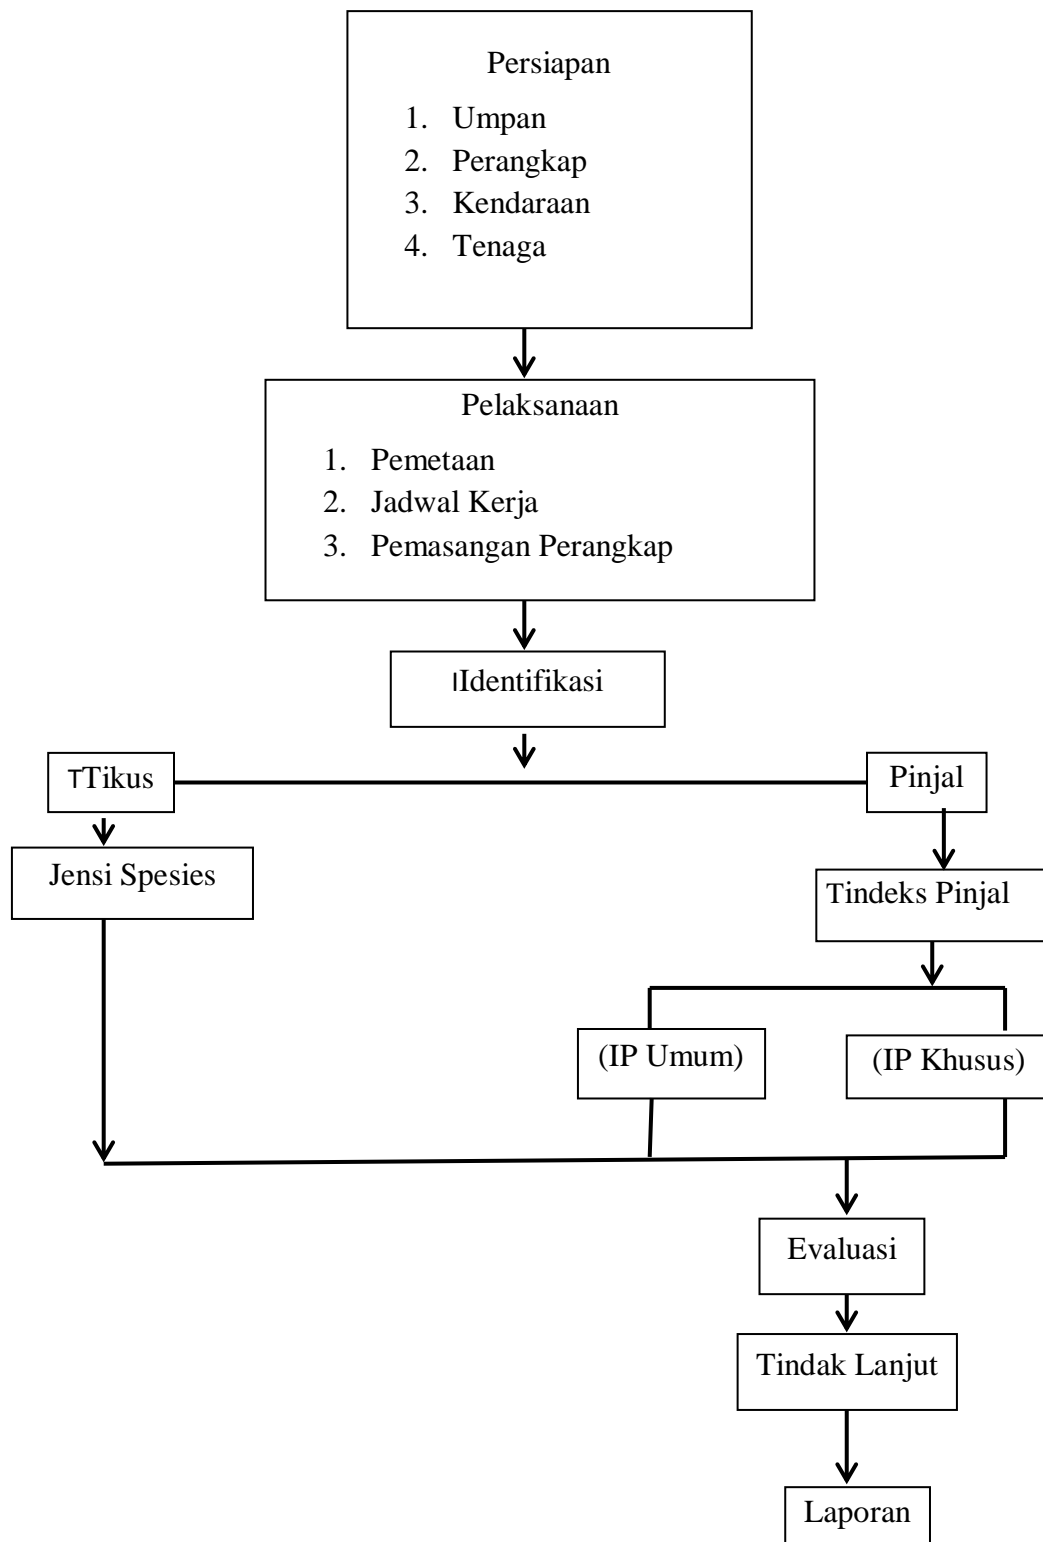 Persiapan
1. Umpan
2. Perangkap
3. Kendaraan
4. Tenaga
Pelaksanaan
1. Pemetaan
2. Jadwal Kerja
3. Pemasangan Perangkap
IIdentifikasi
TTikus
Pinjal
Jensi Spesies
Tindeks Pinjal
(IP Umum)
(IP Khusus)
Evaluasi
Tindak Lanjut
Laporan